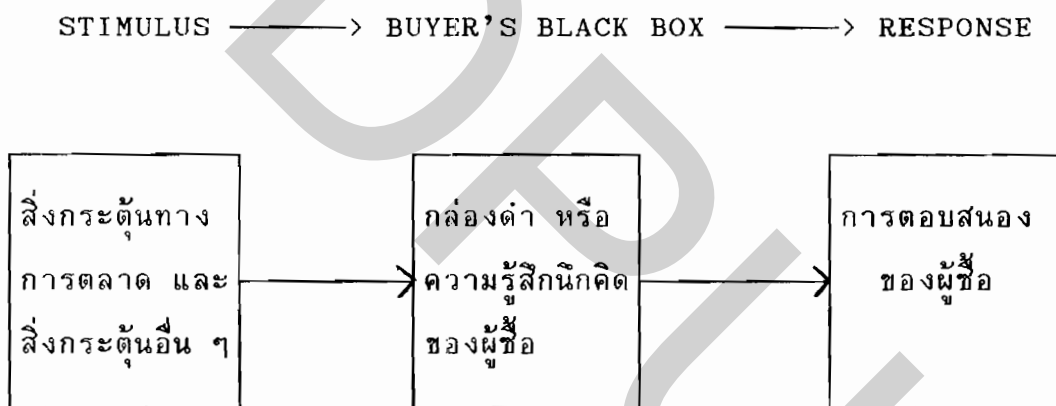 STIMULUS ———> BUYER'S BLACK BOX ———> RESPONSE
สิ่งกระตุ้นทาง
การตลาด และ
สิ่งกระตุ้นอื่น ๆ
กล่องดำ หรือ
ความรู้สึกนึกคิด
ของผู้ซื้อ
การตอบสนอง
ของผู้ซื้อ
DPU